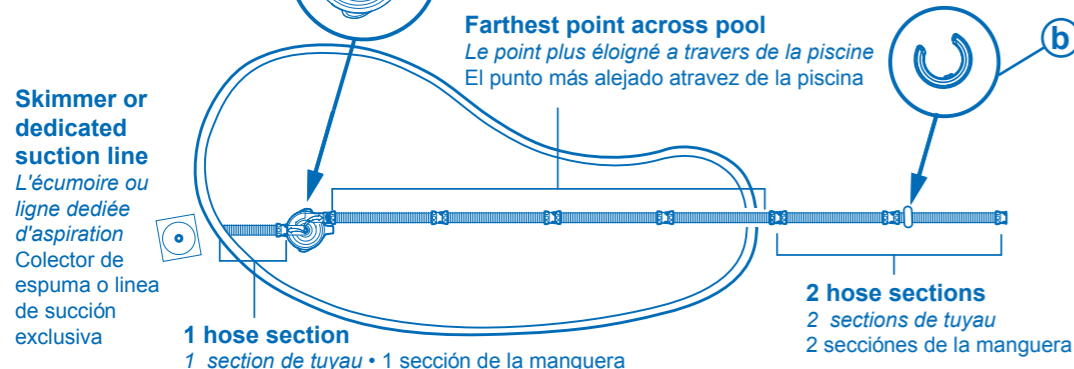 Farthest point across pool
Le point plus éloigné a travers de la piscine
El punto más alejado atravez de la piscina
b
Skimmer or
dedicated
suction line
L'écumoire ou
ligne dediée
d'aspiration
Colector de
espuma o linea
de succión
exclusiva
1 hose section
1 section de tuyau • 1 sección de la manguera
2 hose sections
2 sections de tuyau
2 secciónes de la manguera